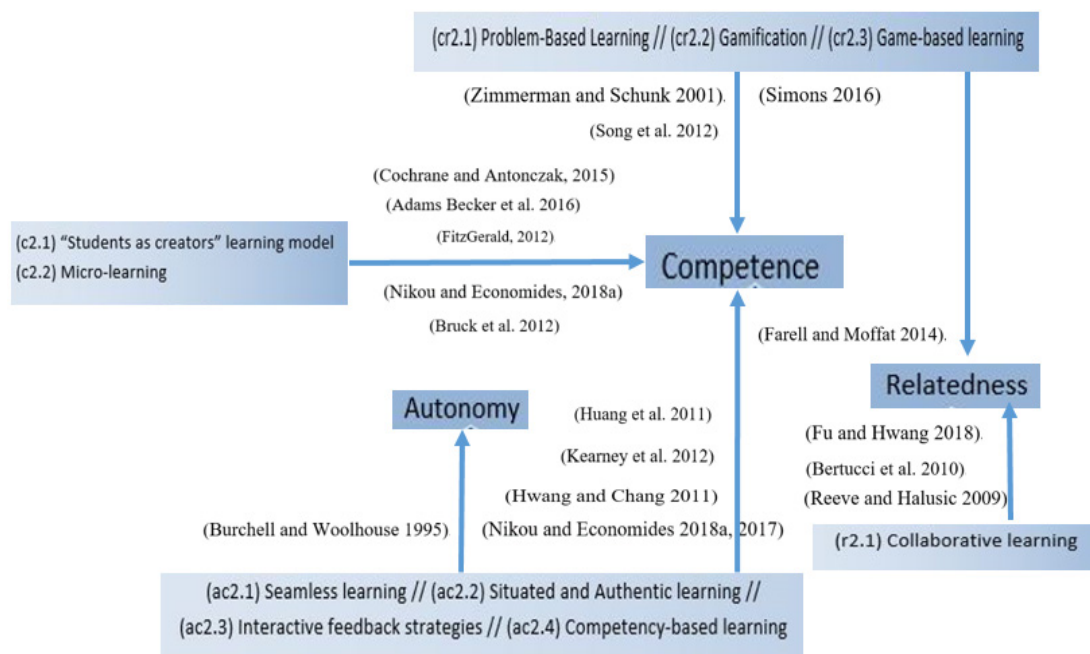 (cr2.1) Problem-Based Learning // (cr2.2) Gamification // (cr2.3) Game-based learning
(Zimmerman and Schunk 2001).
(Simons 2016)
(Song et al. 2012)
(Cochrane and Antonczak, 2015)
(Adams Becker et al. 2016)
(FitzGerald, 2012)
(c2.1) “Students as creators” learning model
(c2.2) Micro-learning
Competence
(Nikou and Economides, 2018a)
(Bruck et al. 2012)
(Farell and Moffat 2014).
Relatedness
Autonomy
(Huang et al. 2011)
(Fu and Hwang 2018).
(Kearney et al. 2012)
(Bertucci et al. 2010)
(Hwang and Chang 2011)
(Reeve and Halusic 2009)
(Burchell and Woolhouse 1995)
(Nikou and Economides 2018a, 2017)
(r2.1) Collaborative learning
(ac2.1) Seamless learning // (ac2.2) Situated and Authentic learning //
(ac2.3) Interactive feedback strategies // (ac2.4) Competency-based learning